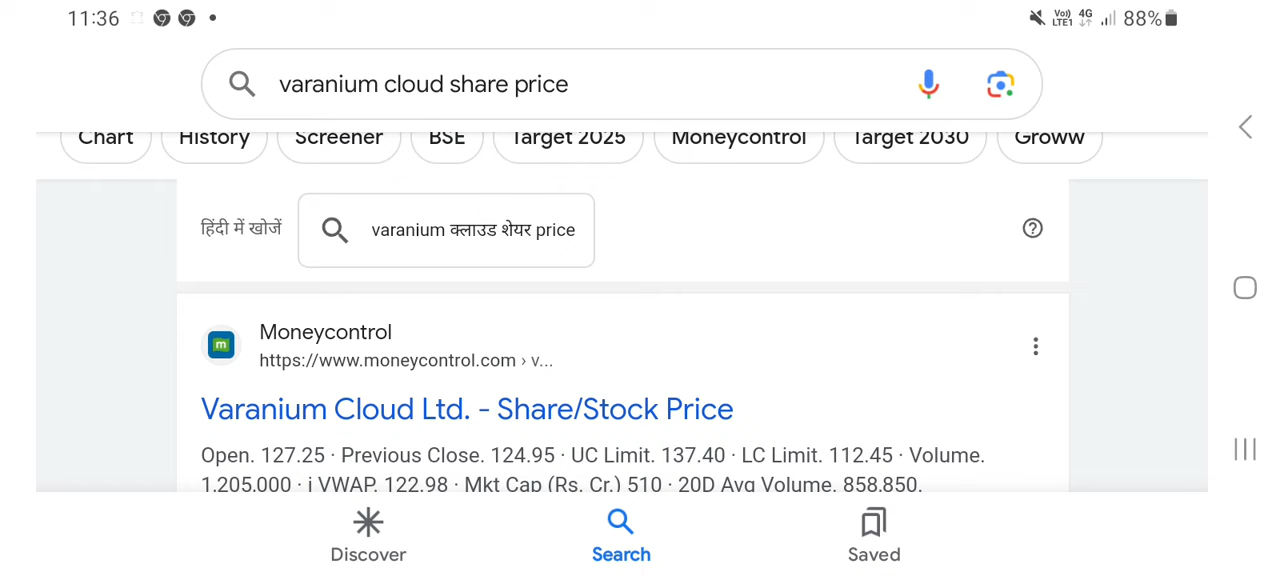 11:36
Vo)) LTE1 4G 88%
varanium cloud share price
Chart History Screener BSE Target 2025 Moneycontrol Target 2030 Groww
हिंदी में खोजें varanium क्लाउड शेयर price
Moneycontrol
https://www.moneycontrol.com › v...
Varanium Cloud Ltd. - Share/Stock Price
Open. 127.25 · Previous Close. 124.95 · UC Limit. 137.40 · LC Limit. 112.45 · Volume.
1,205,000 · i VWAP. 122.98 · Mkt Cap (Rs. Cr.) 510 · 20D Avg Volume. 858,850.
Discover Search Saved